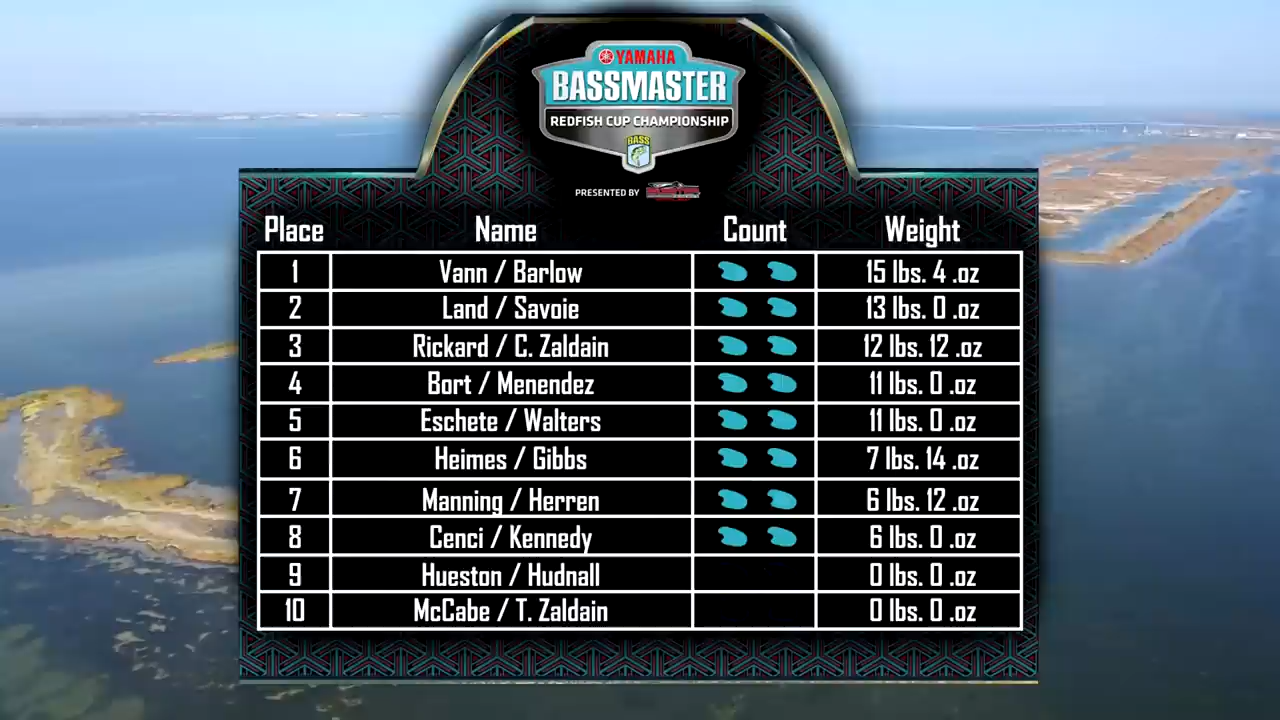 YAMAHA
BASSMASTER
REDFISH CUP CHAMPIONSHIP
BASS
PRESENTED BY
Place Name Count Weight
1 Vann / Barlow 15 lbs. 4 .oz
2 Land / Savoie 13 lbs. 0 .oz
3 Rickard / C. Zaldain 12 lbs. 12 .oz
4 Bort / Menendez 11 lbs. 0 .oz
5 Eschete / Walters 11 lbs. 0 .oz
6 Heimes / Gibbs 7 lbs. 14 .oz
7 Manning / Herren 6 lbs. 12 .oz
8 Cenci / Kennedy 6 lbs. 0 .oz
9 Hueston / Hudnall 0 lbs. 0 .oz
10 McCabe / T. Zaldain 0 lbs. 0 .oz